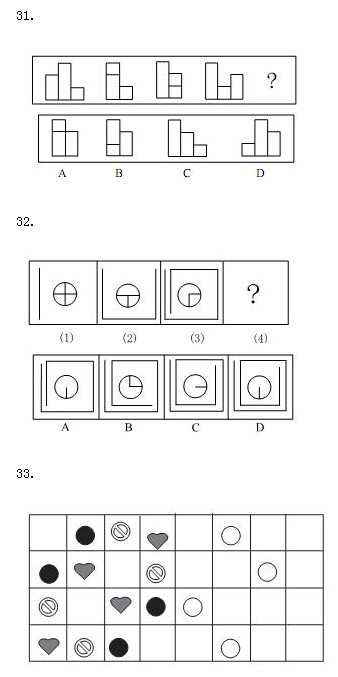 31.
?
A B C D
32.
?
(1) (2) (3) (4)
A B C D
33.